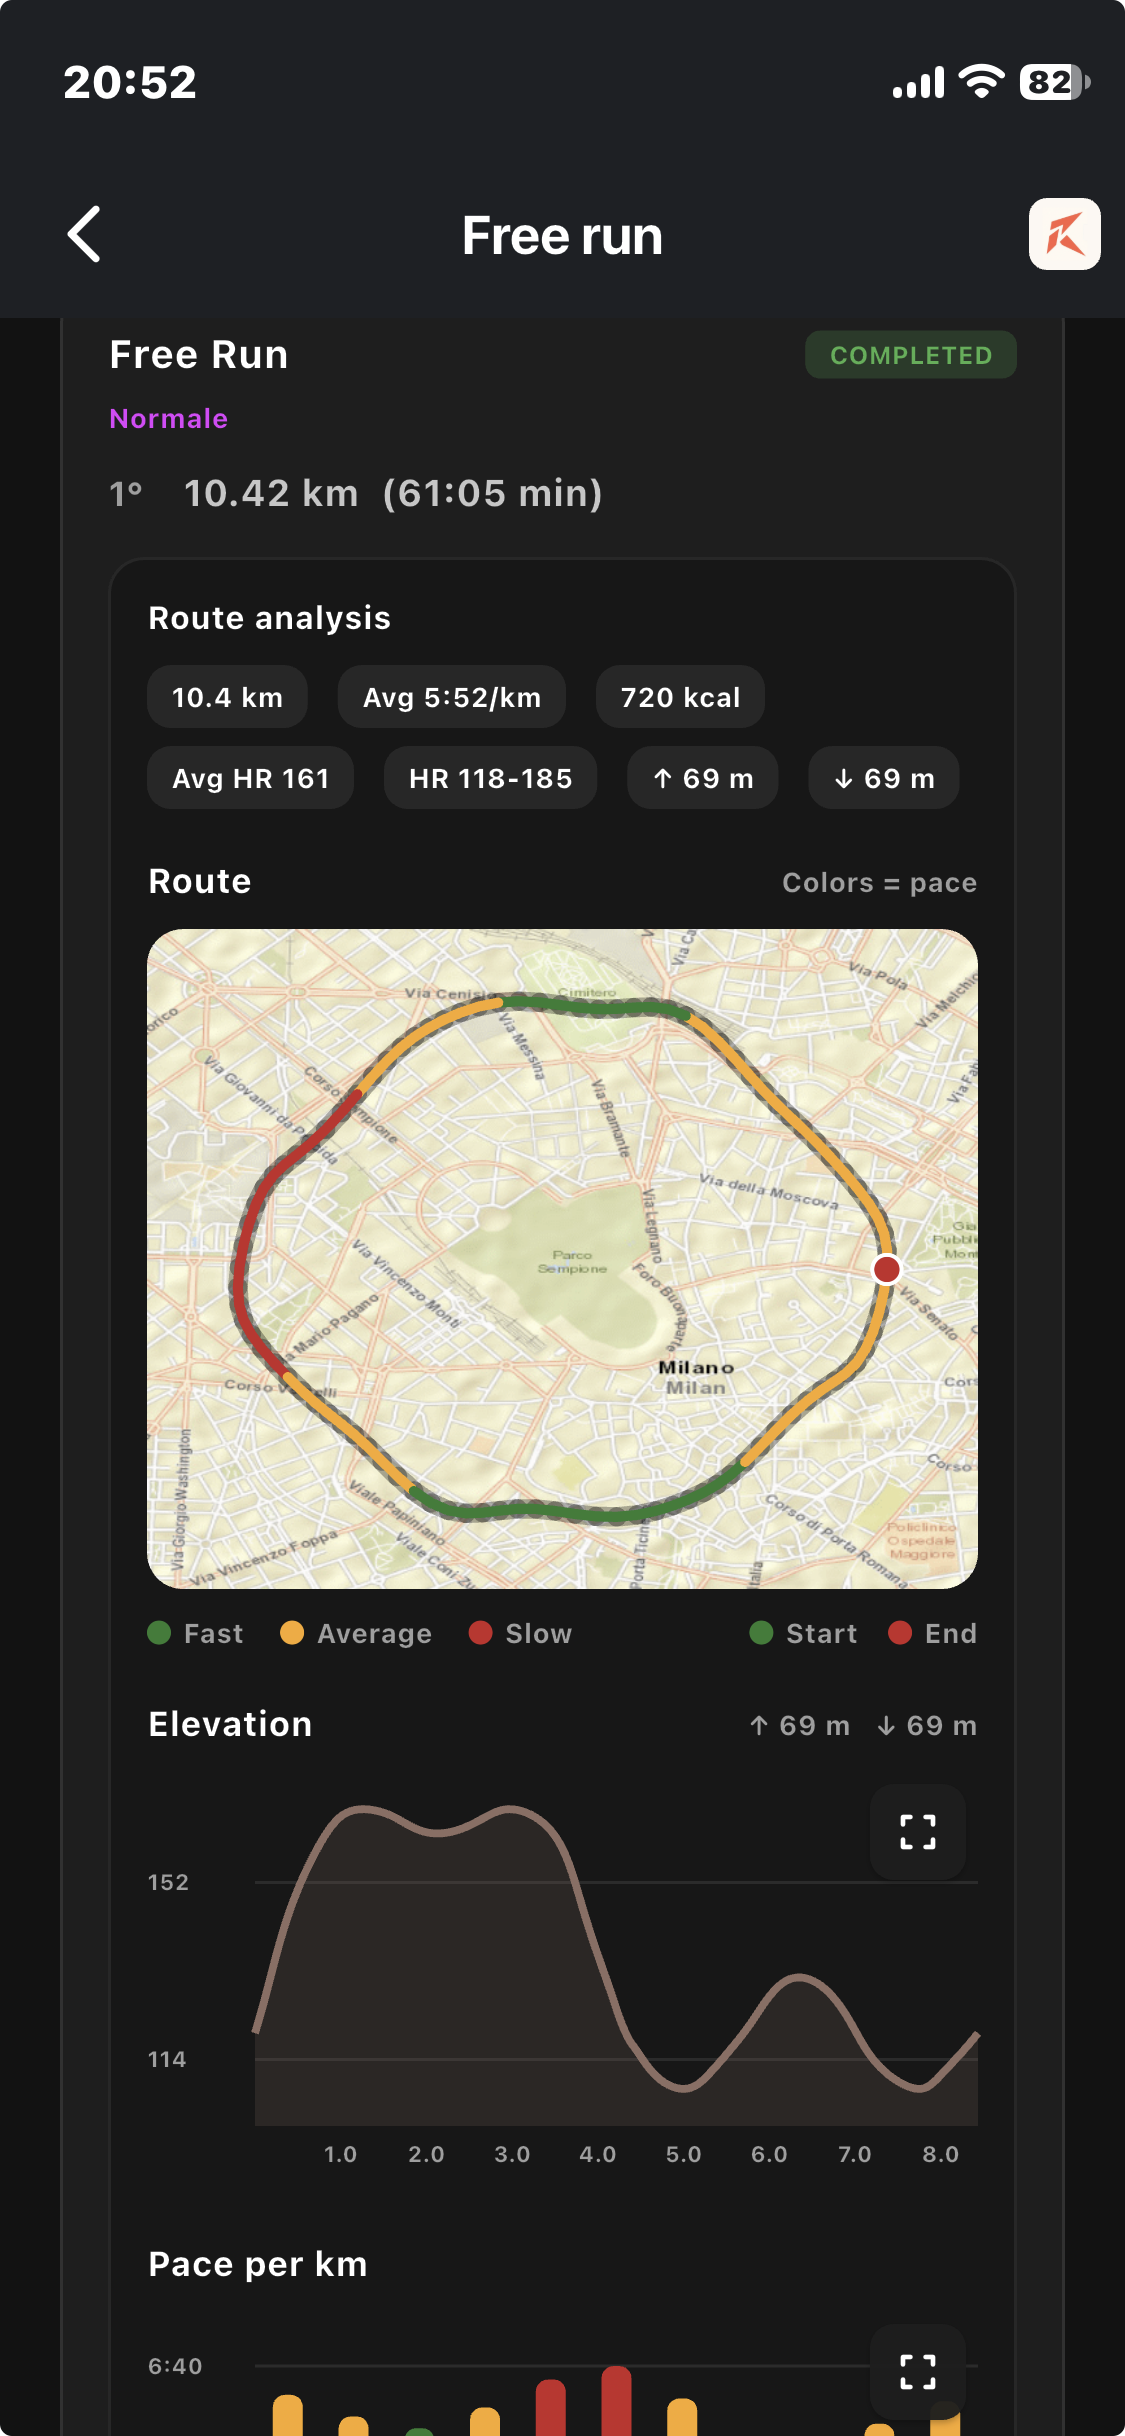 20:52
82
Free run
Free Run
COMPLETED
Normale
1° 10.42 km (61:05 min)
Route analysis
10.4 km
Avg 5:52/km
720 kcal
Avg HR 161
HR 118-185
↑ 69 m
↓ 69 m
Route
Colors = pace
Via Pola
Via Melchio
Via Ca
Cimitero
Via Messina
Via Giovanni da
Via Bramante
Via della Moscova
Via Legnano
Parco
Sempione
Foro Buonaparte
Via Vincenzo Monti
Via Senato
Mario Pagano
Milano
Milan
Corso
Via Giorgio Washington
Viale Papiniano
Via Vincenzo Foppa
Corso di Porta Romana
Policlinico
Ospedale
Maggiore
Fast
Average
Slow
Start
End
Elevation
↑ 69 m ↓ 69 m
152
114
1.0 2.0 3.0 4.0 5.0 6.0 7.0 8.0
Pace per km
6:40